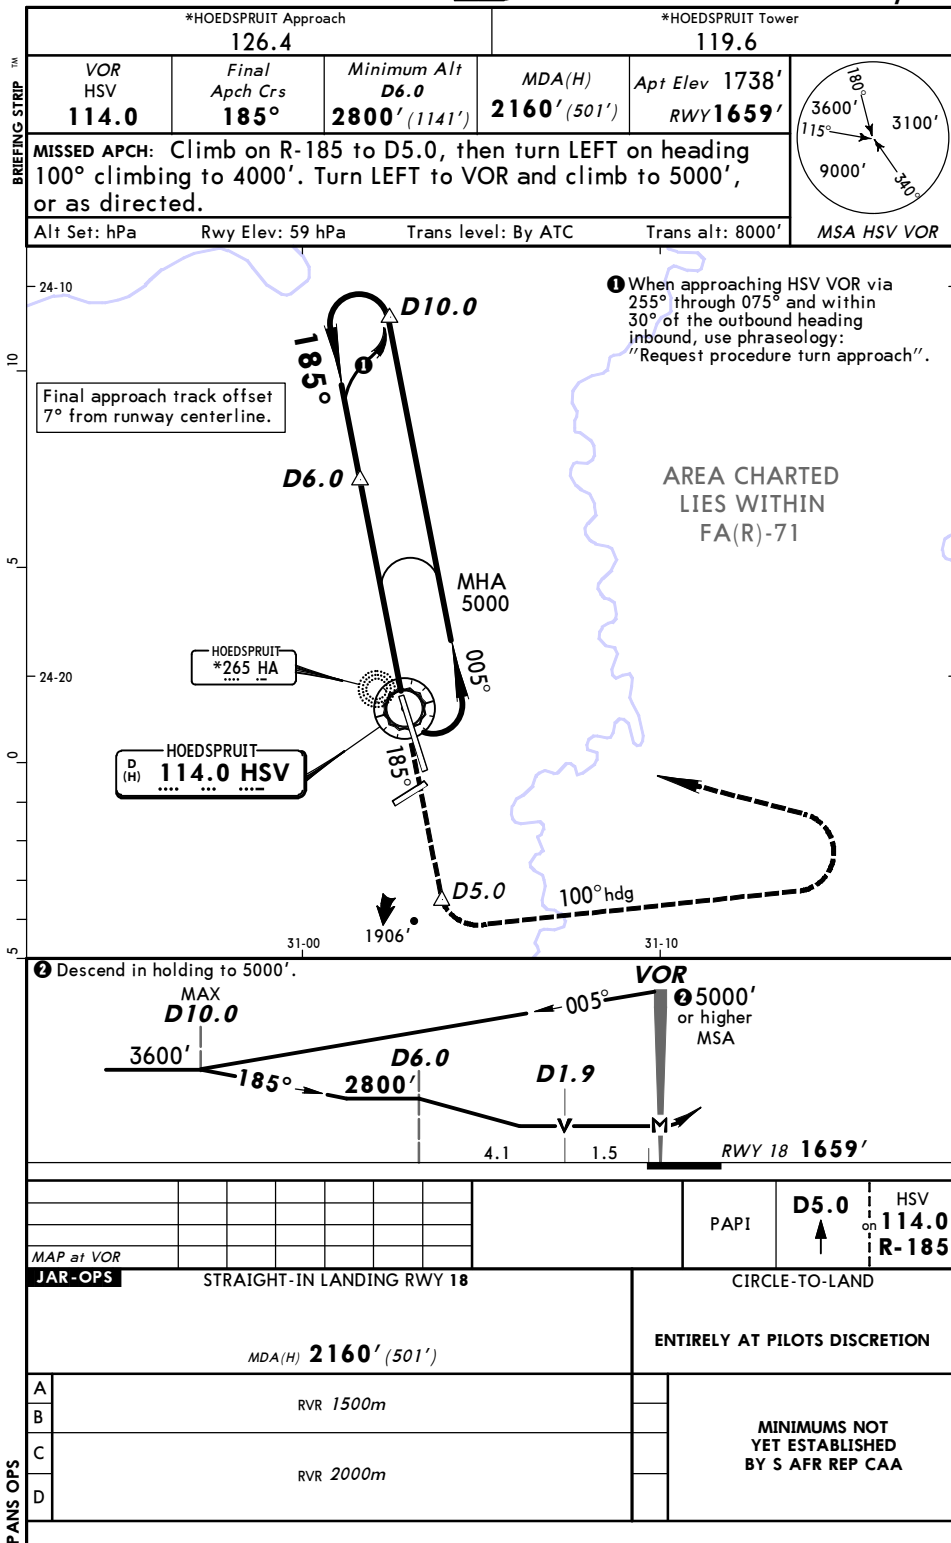 *HOEDSPRUIT Approach
126.4
*HOEDSPRUIT Tower
119.6
BRIEFING STRIP TM
VOR
HSV
114.0
Final
Apch Crs
185°
Minimum Alt
D6.0
2800' (1141')
MDA(H)
2160' (501')
Apt Elev 1738'
RWY 1659'
180°
3600'
3100'
115°
9000'
340°
MSA HSV VOR
MISSED APCH: Climb on R-185 to D5.0, then turn LEFT on heading
100° climbing to 4000'. Turn LEFT to VOR and climb to 5000',
or as directed.
Alt Set: hPa
Rwy Elev: 59 hPa
Trans level: By ATC
Trans alt: 8000'
24-10
D10.0
❶ When approaching HSV VOR via
255° through 075° and within
30° of the outbound heading
inbound, use phraseology:
"Request procedure turn approach".
185°
❶
10
Final approach track offset
7° from runway centerline.
D6.0
AREA CHARTED
LIES WITHIN
FA(R)-71
5
MHA
5000
HOEDSPRUIT
*265 HA
24-20
005°
HOEDSPRUIT
D
(H)
114.0 HSV
0
185°
D5.0
100° hdg
1906'
5
31-00
31-10
❷ Descend in holding to 5000'.
VOR
MAX
D10.0
005°
❷ 5000'
or higher
MSA
3600'
D6.0
185°
2800'
D1.9
V
M
4.1
1.5
RWY 18 1659'
MAP at VOR
PAPI
D5.0
on
HSV
114.0
R-185
JAR-OPS
STRAIGHT-IN LANDING RWY 18
CIRCLE-TO-LAND
MDA(H) 2160' (501')
ENTIRELY AT PILOTS DISCRETION
A
B
RVR 1500m
C
D
RVR 2000m
MINIMUMS NOT
YET ESTABLISHED
BY S AFR REP CAA
PANS OPS